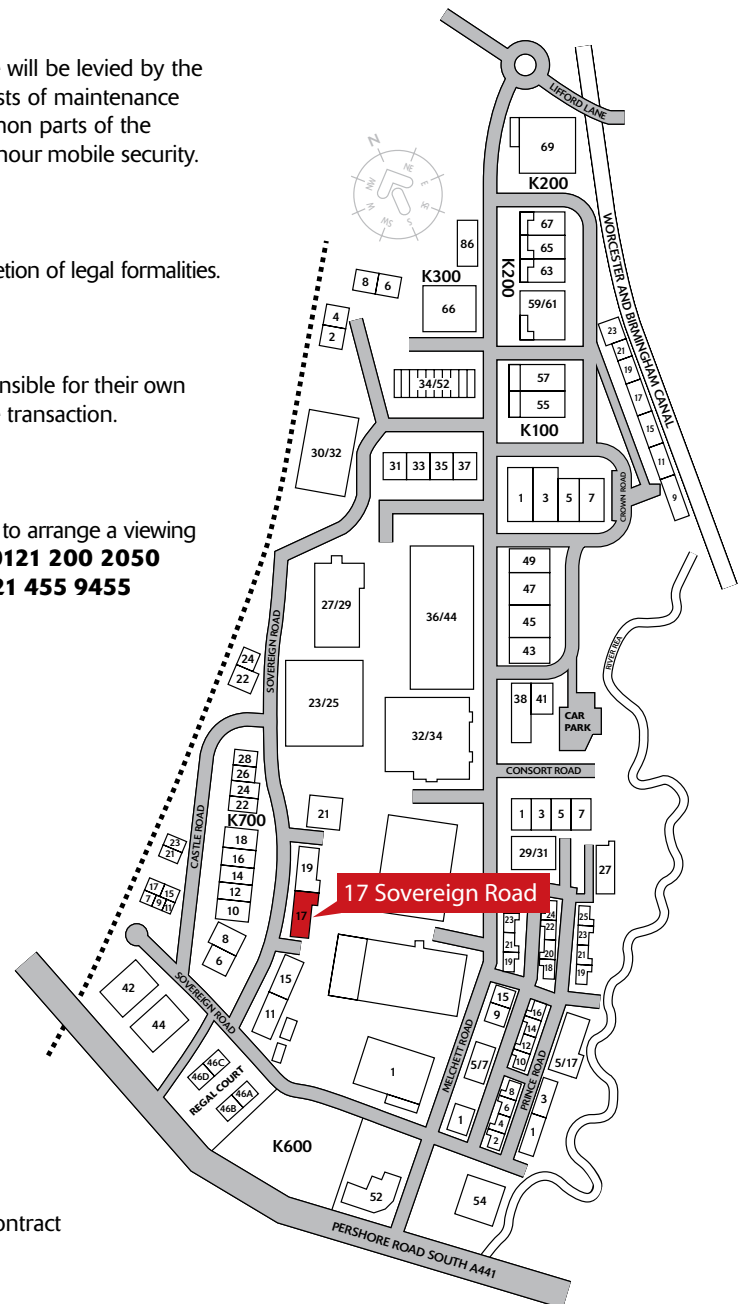 will be levied by the
sts of maintenance
mon parts of the
hour mobile security.
etion of legal formalities.
nsible for their own
transaction.
to arrange a viewing
0121 200 2050
21 455 9455
ontract
LIFFORD LANE
69
K200
WORCESTER AND BIRMINGHAM CANAL
N
NE
E
SE
S
SW
W
NW
86
K300
66
67
65
63
K200
59/61
8 6
4
2
34/52
57
55
K100
23
21
19
17
15
11
9
30/32
31 33 35 37
1 3 5 7
CROWN ROAD
27/29
36/44
49
47
45
43
RIVER REA
SOVEREIGN ROAD
24
22
23/25
32/34
38 41
CAR
PARK
CONSORT ROAD
28
26
24
22
K700
CASTLE ROAD
18
16
14
12
10
8
6
23
21
17 15
7 9 11
21
19
17
17 Sovereign Road
1 3 5 7
29/31
27
23
21
19
24
22
20
18
25
23
21
19
15
11
42
44
SOVEREIGN ROAD
46C
46D
REGAL COURT
46A
46B
1
MELCHETT ROAD
15
9
5/7
1
16
14
12
10
8
6
4
2
PRINCE ROAD
5/17
3
1
K600
52
54
PERSHORE ROAD SOUTH A441